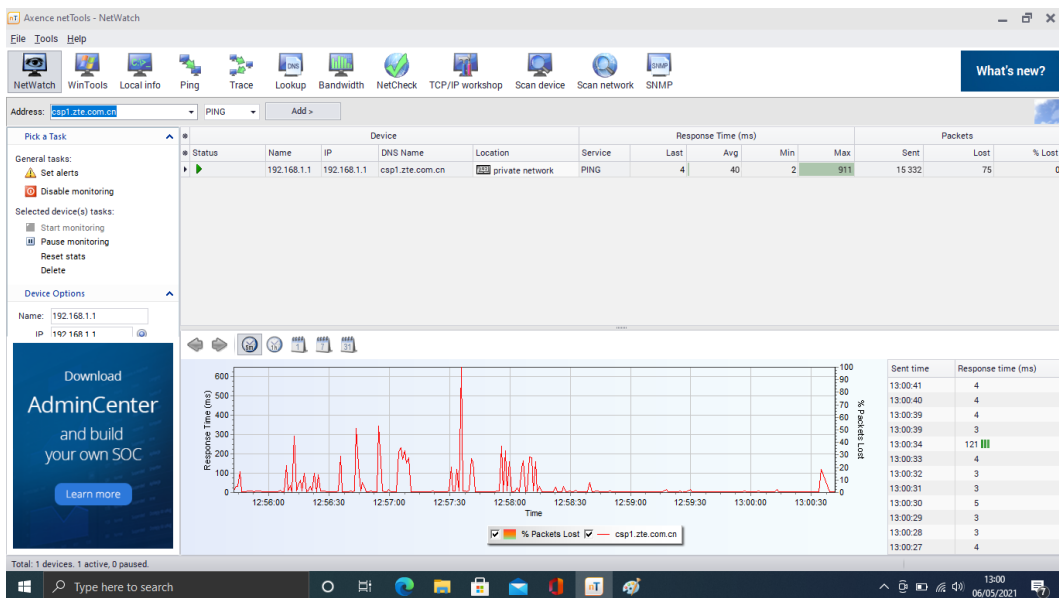 nT Axence netTools - NetWatch
File Tools Help
NetWatch WinTools Local info Ping Trace Lookup Bandwidth NetCheck TCP/IP workshop Scan device Scan network SNMP
DNS SNMP
What's new?
Address: csp1.zte.com.cn PING Add >
Pick a Task
General tasks:
Set alerts
Disable monitoring
Selected device(s) tasks:
Start monitoring
Pause monitoring
Reset stats
Delete
Device Options
Name: 192.168.1.1
IP 192.168.1.1
Device Response Time (ms) Packets
Status Name IP DNS Name Location Service Last Avg Min Max Sent Lost % Lost
192.168.1.1 192.168.1.1 csp1.zte.com.cn private network PING 4 40 2 911 15 332 75 0
Download
AdminCenter
and build
your own SOC
Learn more
1h 1 7 31
Response Time (ms)
600
500
400
300
200
100
0
100
90
80
70
60
50
40
30
20
10
0
% Packets Lost
12:56:00 12:56:30 12:57:00 12:57:30 12:58:00 12:58:30 12:59:00 12:59:30 13:00:00 13:00:30
Time
% Packets Lost csp1.zte.com.cn
Sent time Response time (ms)
13:00:41 4
13:00:40 4
13:00:39 4
13:00:39 3
13:00:34 121
13:00:33 4
13:00:32 3
13:00:31 3
13:00:30 5
13:00:29 3
13:00:28 3
13:00:27 4
Total: 1 devices. 1 active, 0 paused.
Type here to search
nT
13:00
06/05/2021
7